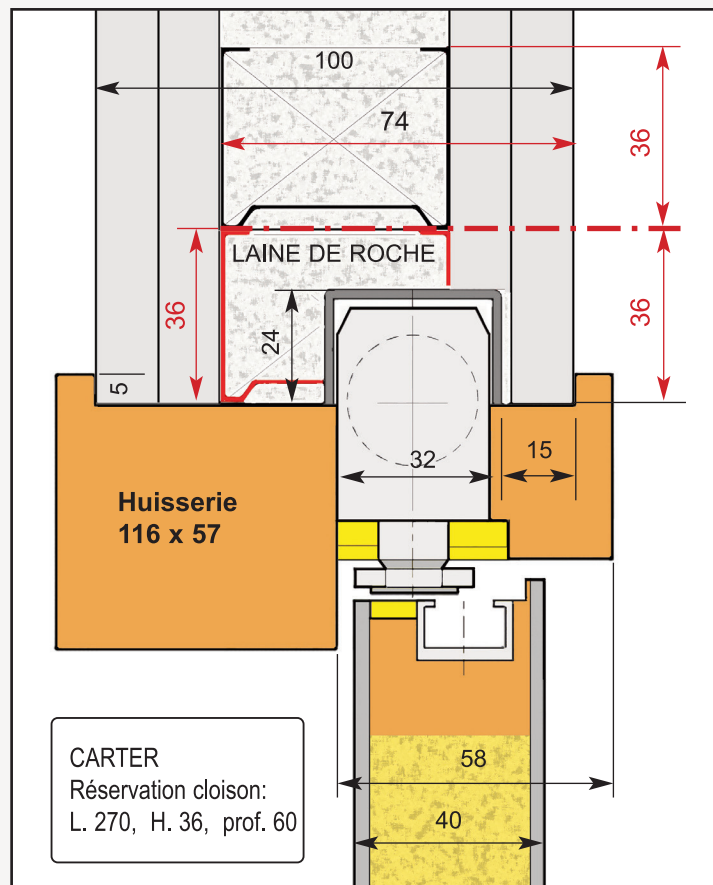 100
74
36
LAINE DE ROCHE
36
36
24
5
32
15
Huisserie
116 x 57
58
40
CARTER
Réservation cloison:
L. 270, H. 36, prof. 60